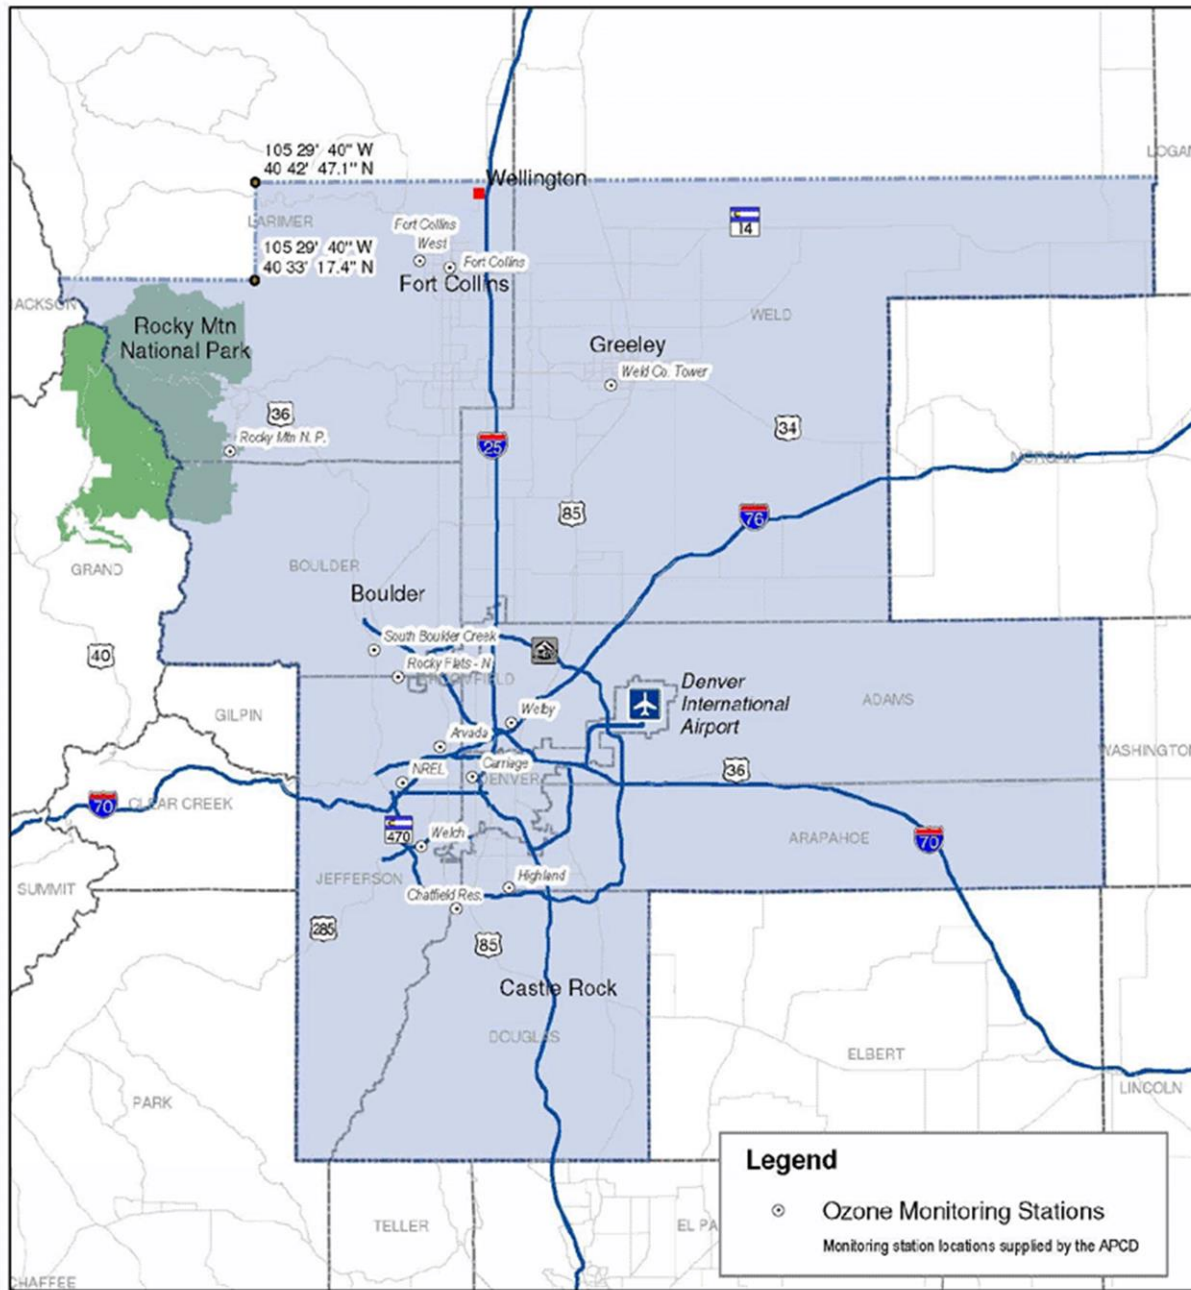 105 29' 40" W
40 42' 47.1" N
Wellington
LOGAN
LARIMER
14
Fort Collins
West
Fort Collins
105 29' 40" W
40 33' 17.4" N
Fort Collins
JACKSON
WELD
Rocky Mtn
National Park
Greeley
Weld Co. Tower
36
34
Rocky Mtn N. P.
25
MORGAN
85
76
GRAND
BOULDER
Boulder
South Boulder Creek
40
Rocky Flats - N
BROOMFIELD
Denver
International
Airport
ADAMS
GILPIN
Welby
Arvada
WASHINGTON
Carriage
NREL
36
DENVER
70
CLEAR CREEK
470
Welch
ARAPAHOE
70
JEFFERSON
Highland
SUMMIT
Chatfield Res.
285
85
Castle Rock
DOUGLAS
ELBERT
LINCOLN
PARK
Legend
Ozone Monitoring Stations
Monitoring station locations supplied by the APCD
TELLER
EL PA
CHAFFEE